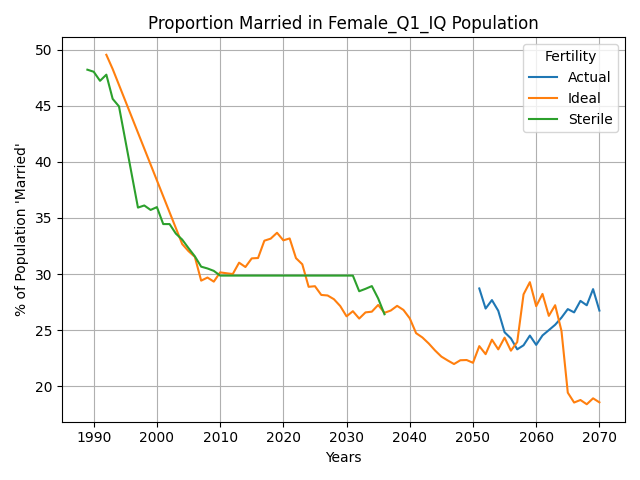 Proportion Married in Female_Q1_IQ Population
% of Population 'Married'
50
45
40
35
30
25
20
Fertility
Actual
Ideal
Sterile
1990 2000 2010 2020 2030 2040 2050 2060 2070
Years